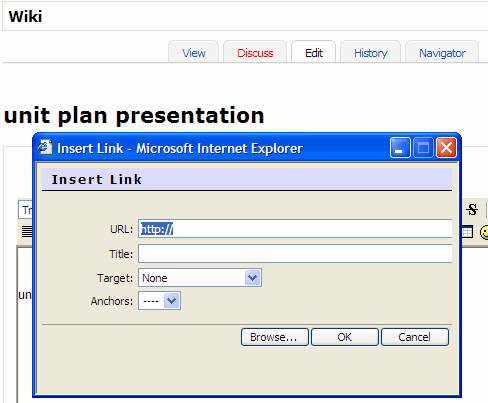 Wiki
View Discuss Edit History Navigator
unit plan presentation
Insert Link - Microsoft Internet Explorer
Insert Link
URL: http://
Title:
Target: None
Anchors: ----
Browse... OK Cancel